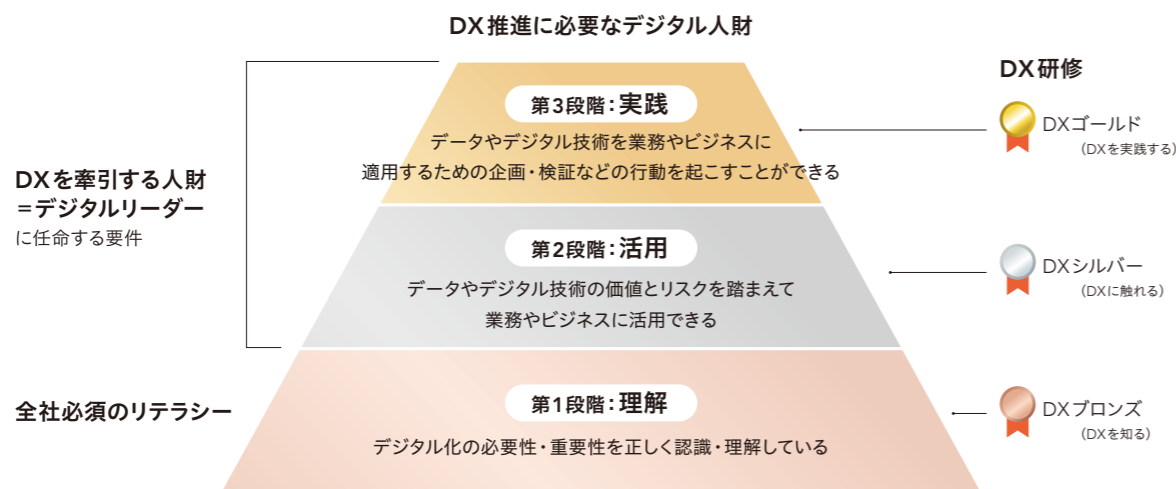 DX推進に必要なデジタル人財
DXを牽引する人財
＝デジタルリーダー
に任命する要件
全社必須のリテラシー
第3段階：実践
データやデジタル技術を業務やビジネスに
適用するための企画・検証などの行動を起こすことができる
第2段階：活用
データやデジタル技術の価値とリスクを踏まえて
業務やビジネスに活用できる
第1段階：理解
デジタル化の必要性・重要性を正しく認識・理解している
DX研修
DXゴールド
（DXを実践する）
DXシルバー
（DXに触れる）
DXブロンズ
（DXを知る）